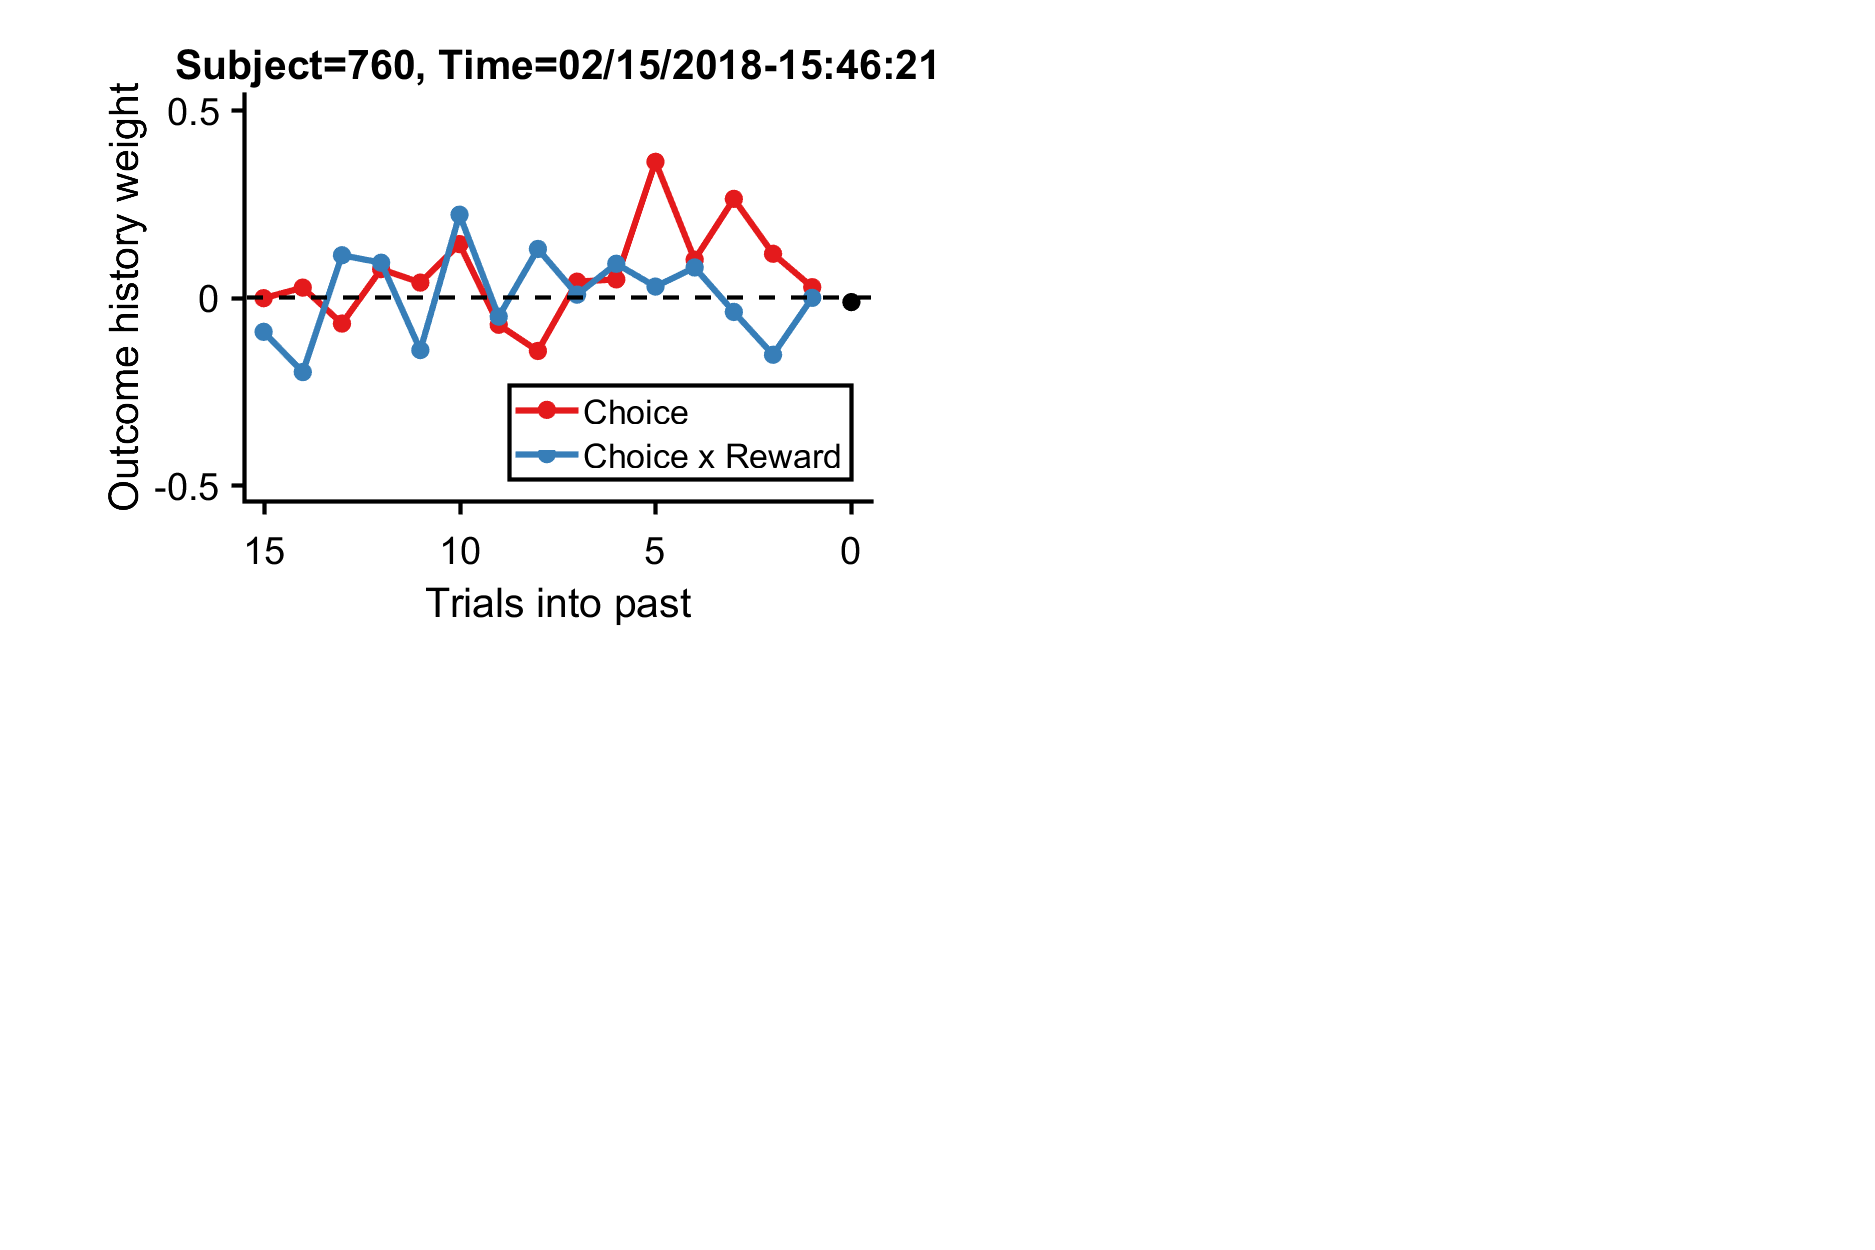 Subject=760, Time=02/15/2018-15:46:21
Outcome history weight
0.5
0
-0.5
Choice
Choice x Reward
15 10 5 0
Trials into past